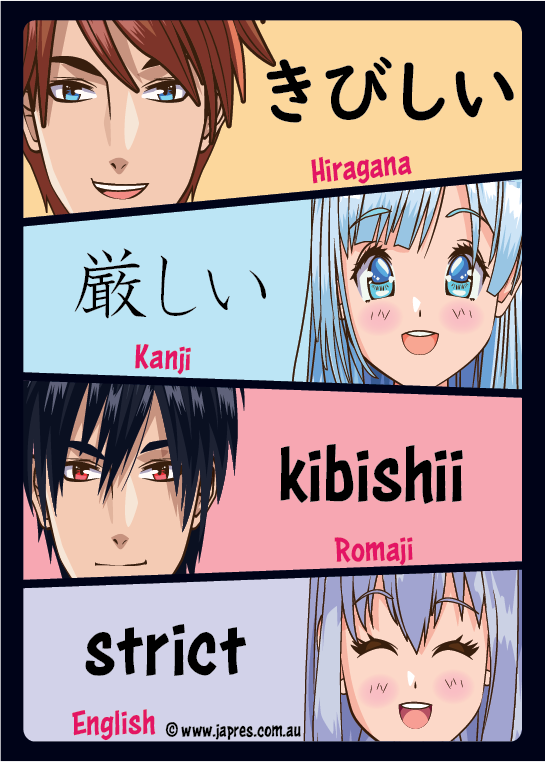 きびしい
Hiragana
厳しい
Kanji
kibishii
Romaji
strict
English © www.japres.com.au